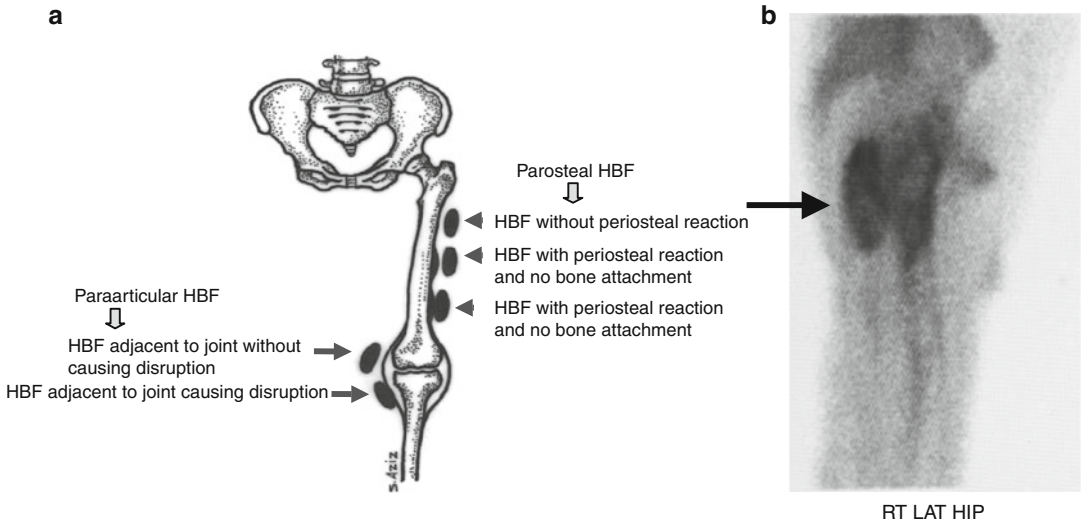 a
b
Parosteal HBF
HBF without periosteal reaction
HBF with periosteal reaction
and no bone attachment
HBF with periosteal reaction
and no bone attachment
Paraarticular HBF
HBF adjacent to joint without
causing disruption
HBF adjacent to joint causing disruption
S. Aziz
RT LAT HIP